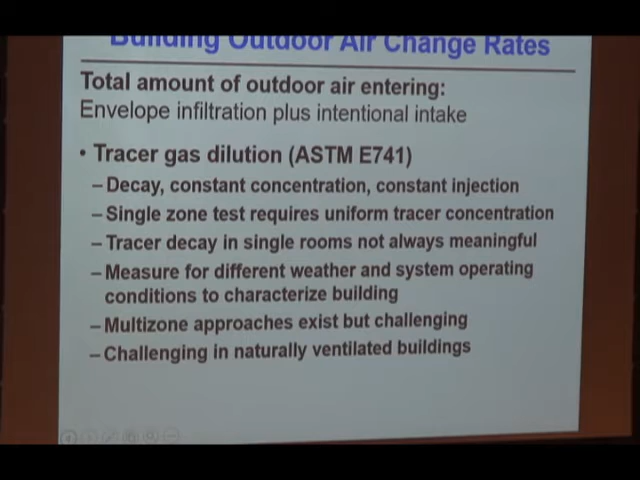 Building Outdoor Air Change Rates
Total amount of outdoor air entering:
Envelope infiltration plus intentional intake
• Tracer gas dilution (ASTM E741)
– Decay, constant concentration, constant injection
– Single zone test requires uniform tracer concentration
– Tracer decay in single rooms not always meaningful
– Measure for different weather and system operating
conditions to characterize building
– Multizone approaches exist but challenging
– Challenging in naturally ventilated buildings